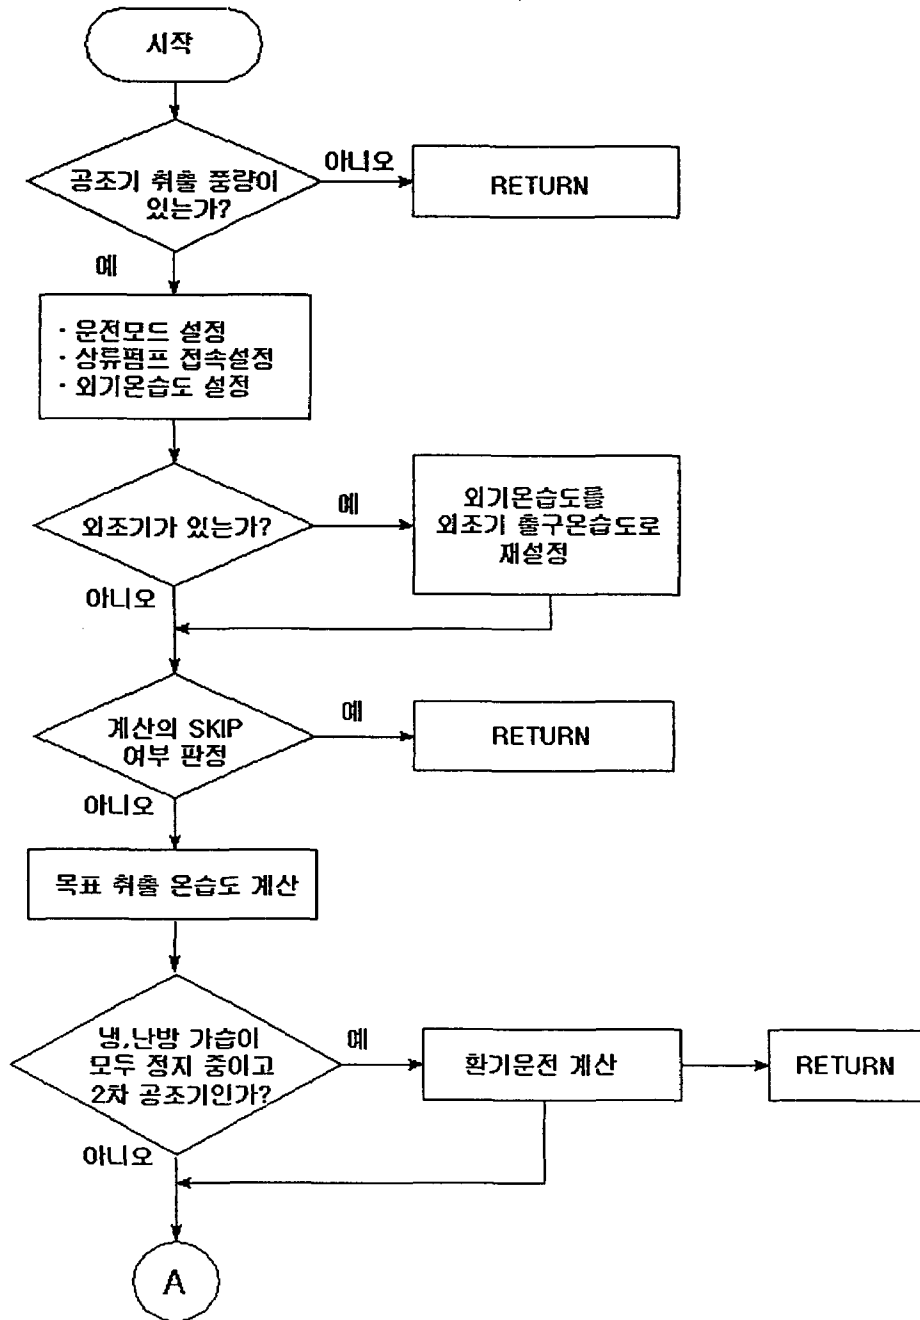 시작
공조기 취출 풍량이
있는가?
아니오
RETURN
예
· 운전모드 설정
· 상류펌프 접속설정
· 외기온습도 설정
외조기가 있는가?
예
외기온습도를
외조기 출구온습도로
재설정
아니오
계산의 SKIP
여부 판정
예
RETURN
아니오
목표 취출 온습도 계산
냉,난방 가습이
모두 정지 중이고
2차 공조기인가?
예
환기운전 계산
RETURN
아니오
A